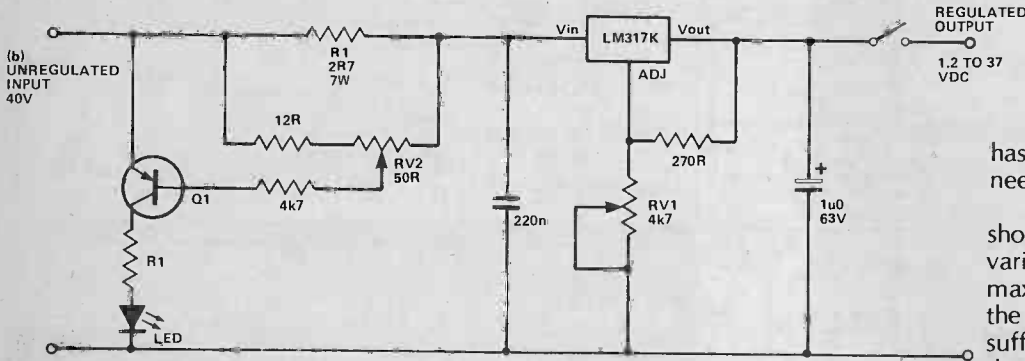 (b)
UNREGULATED
INPUT
40V
R1
2R7
7W
12R
RV2
50R
Q1
4k7
R1
LED
220n
Vin
LM317K
Vout
ADJ
270R
RV1
4k7
+
1u0
63V
REGULATED
OUTPUT
1.2 TO 37
VDC
has
nee
sho
vari
max
the
suff